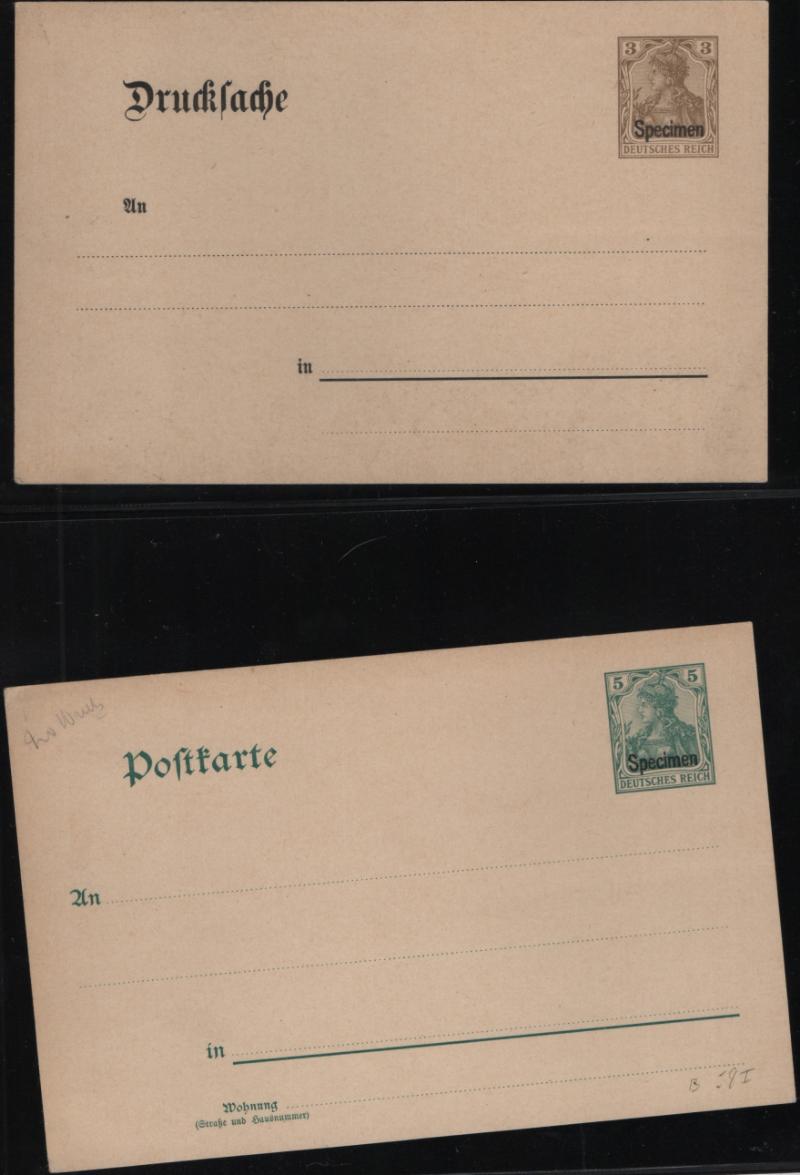 3 3
Drucksache
Specimen
DEUTSCHES REICH
An
in
5 5
Postkarte
Specimen
DEUTSCHES REICH
An
in
Wohnung
(Straße und Hausnummer)